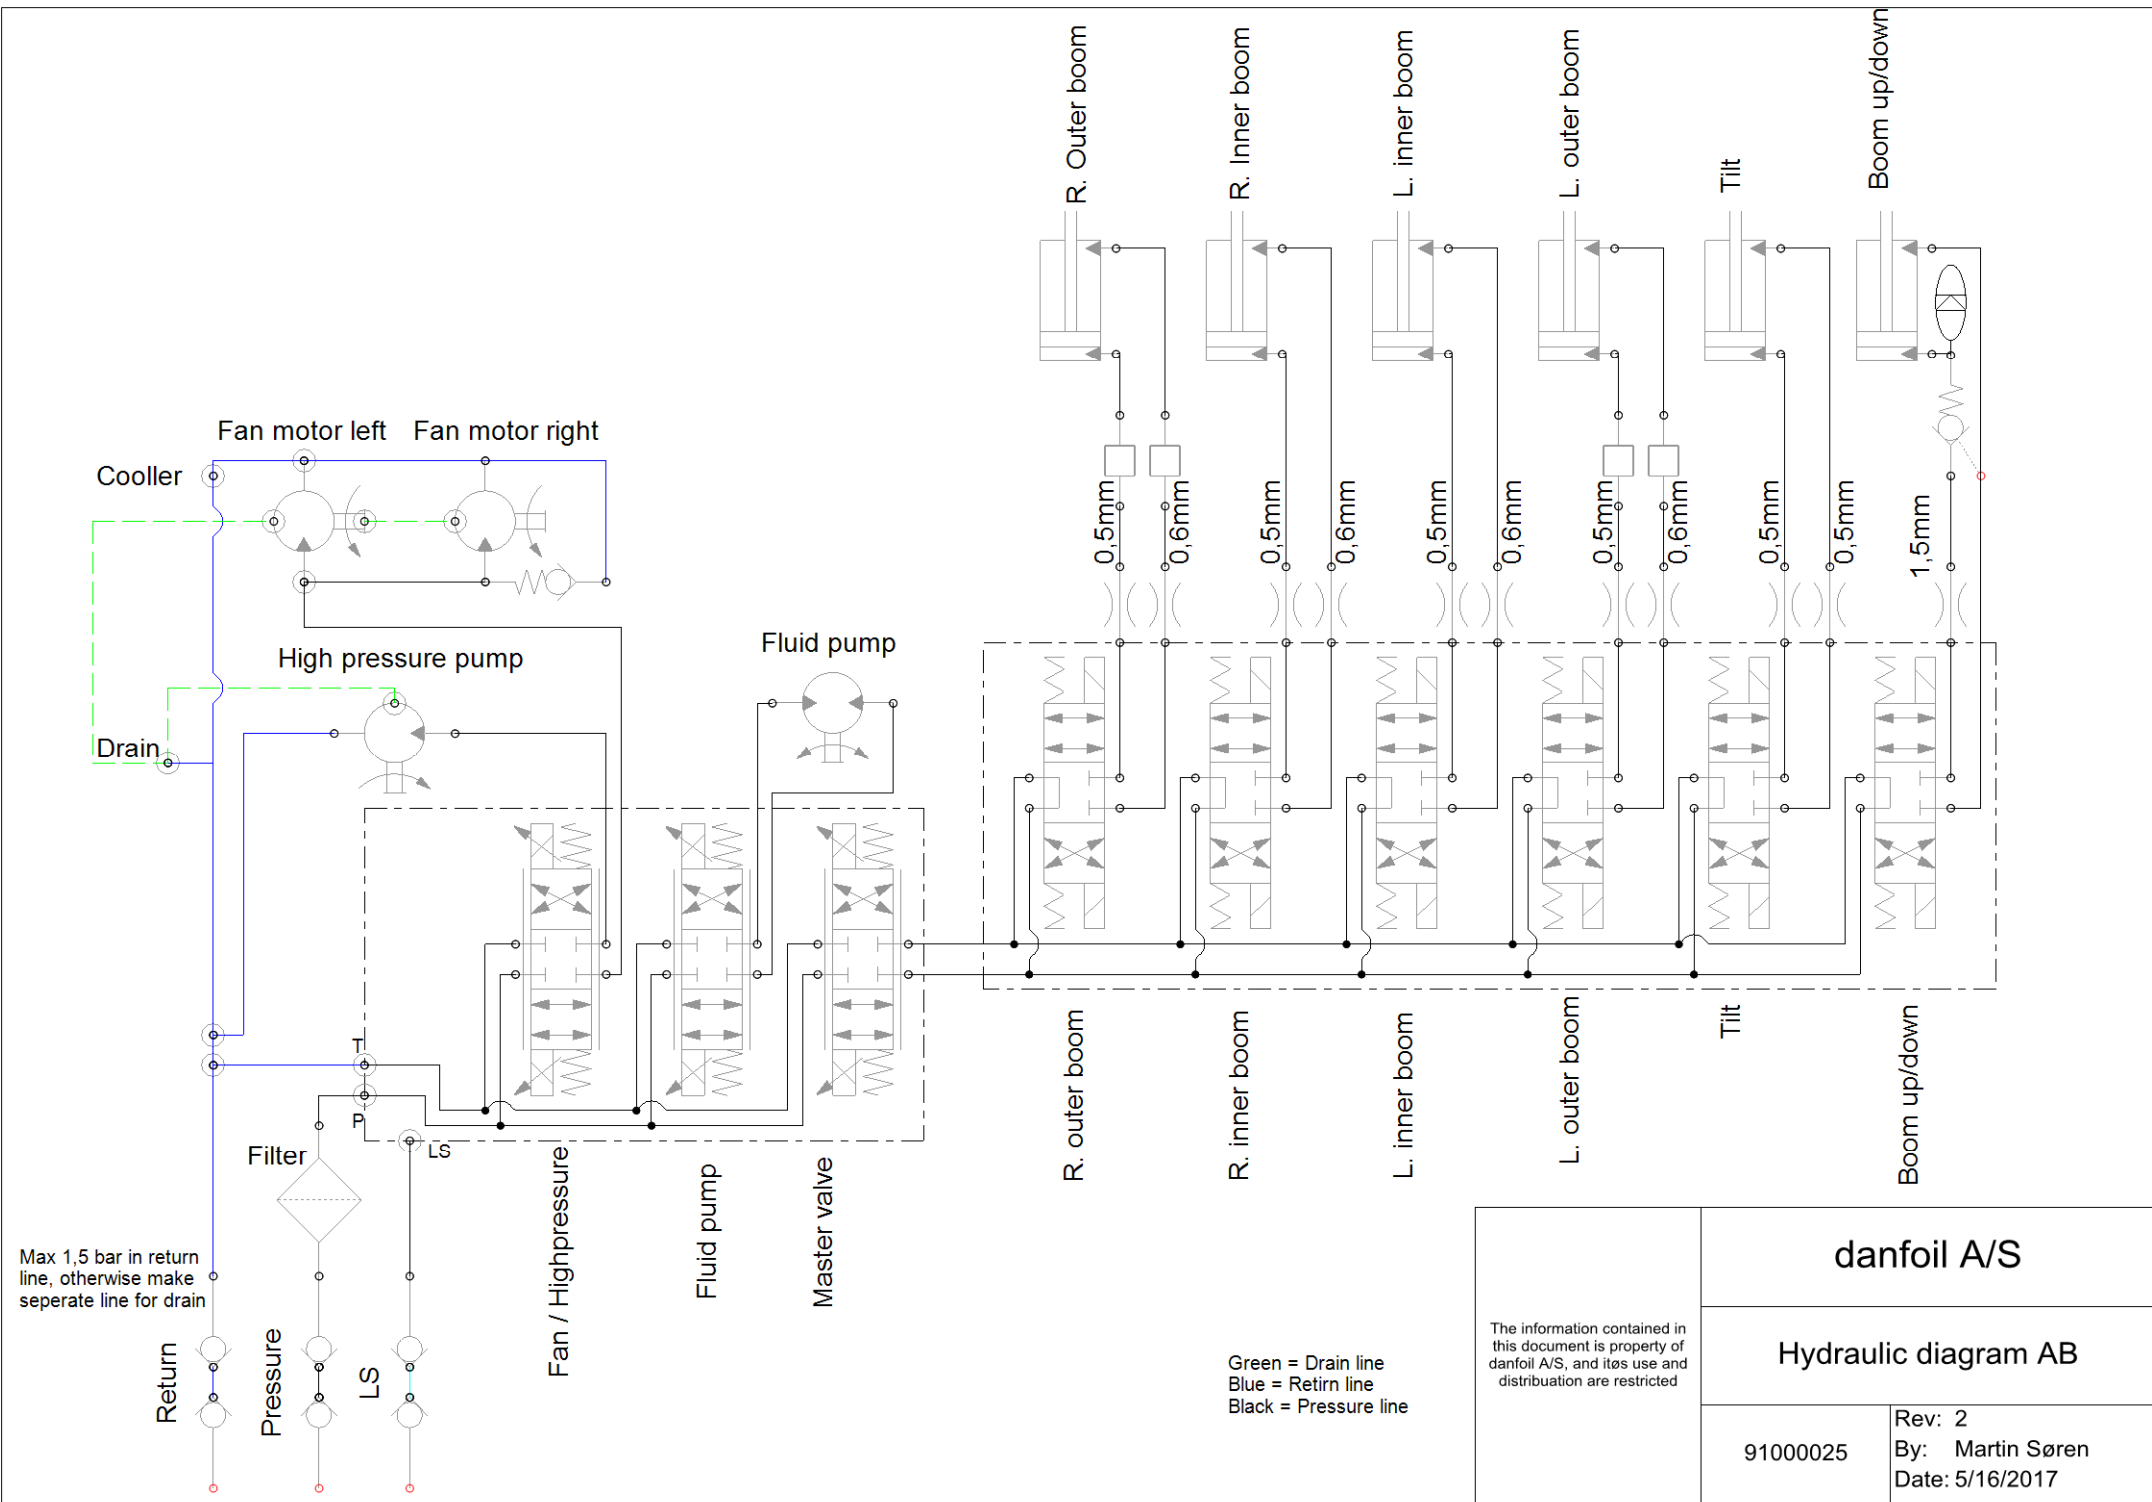 R. Outer boom
R. Inner boom
L. inner boom
L. outer boom
Tilt
Boom up/down
Fan motor left
Fan motor right
Cooller
0,5mm
0,6mm
0,5mm
0,6mm
0,5mm
0,6mm
0,5mm
0,6mm
0,5mm
0,5mm
1,5mm
High pressure pump
Fluid pump
Drain
T
P
LS
Filter
Fan / Highpressure
Fluid pump
Master valve
R. outer boom
R. inner boom
L. inner boom
L. outer boom
Tilt
Boom up/down
Max 1,5 bar in return
line, otherwise make
seperate line for drain
Return
Pressure
LS
Green = Drain line
Blue = Retirn line
Black = Pressure line
The information contained in
this document is property of
danfoil A/S, and itøs use and
distribuation are restricted
danfoil A/S
Hydraulic diagram AB
91000025
Rev: 2
By: Martin Søren
Date: 5/16/2017